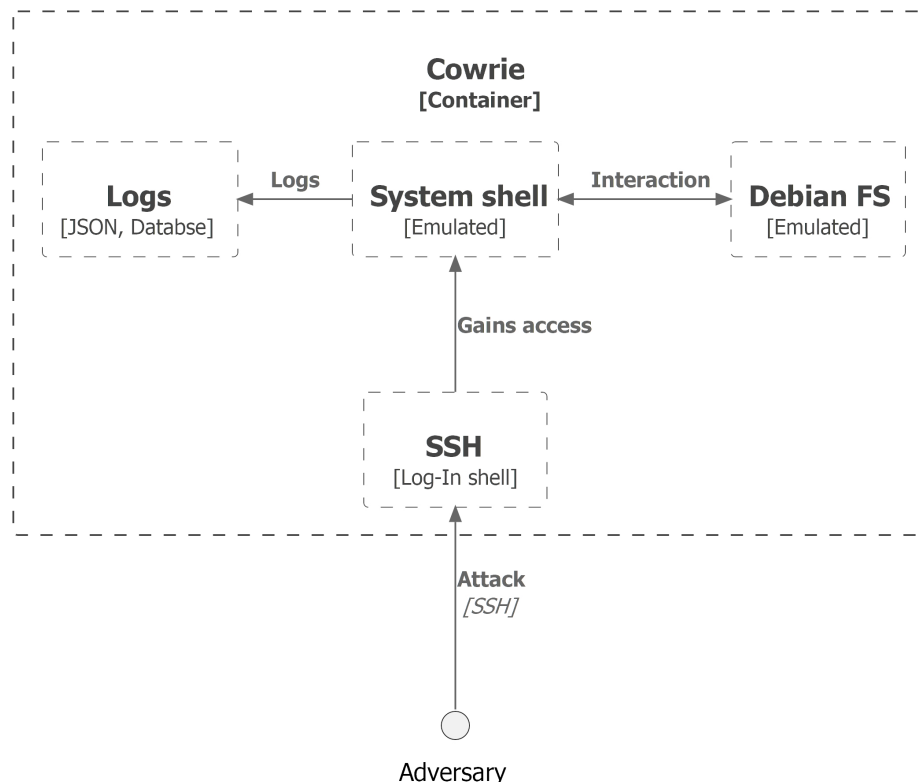 Cowrie
[Container]
Logs
[JSON, Databse]
Logs
System shell
[Emulated]
Interaction
Debian FS
[Emulated]
Gains access
SSH
[Log-In shell]
Attack
[SSH]
Adversary